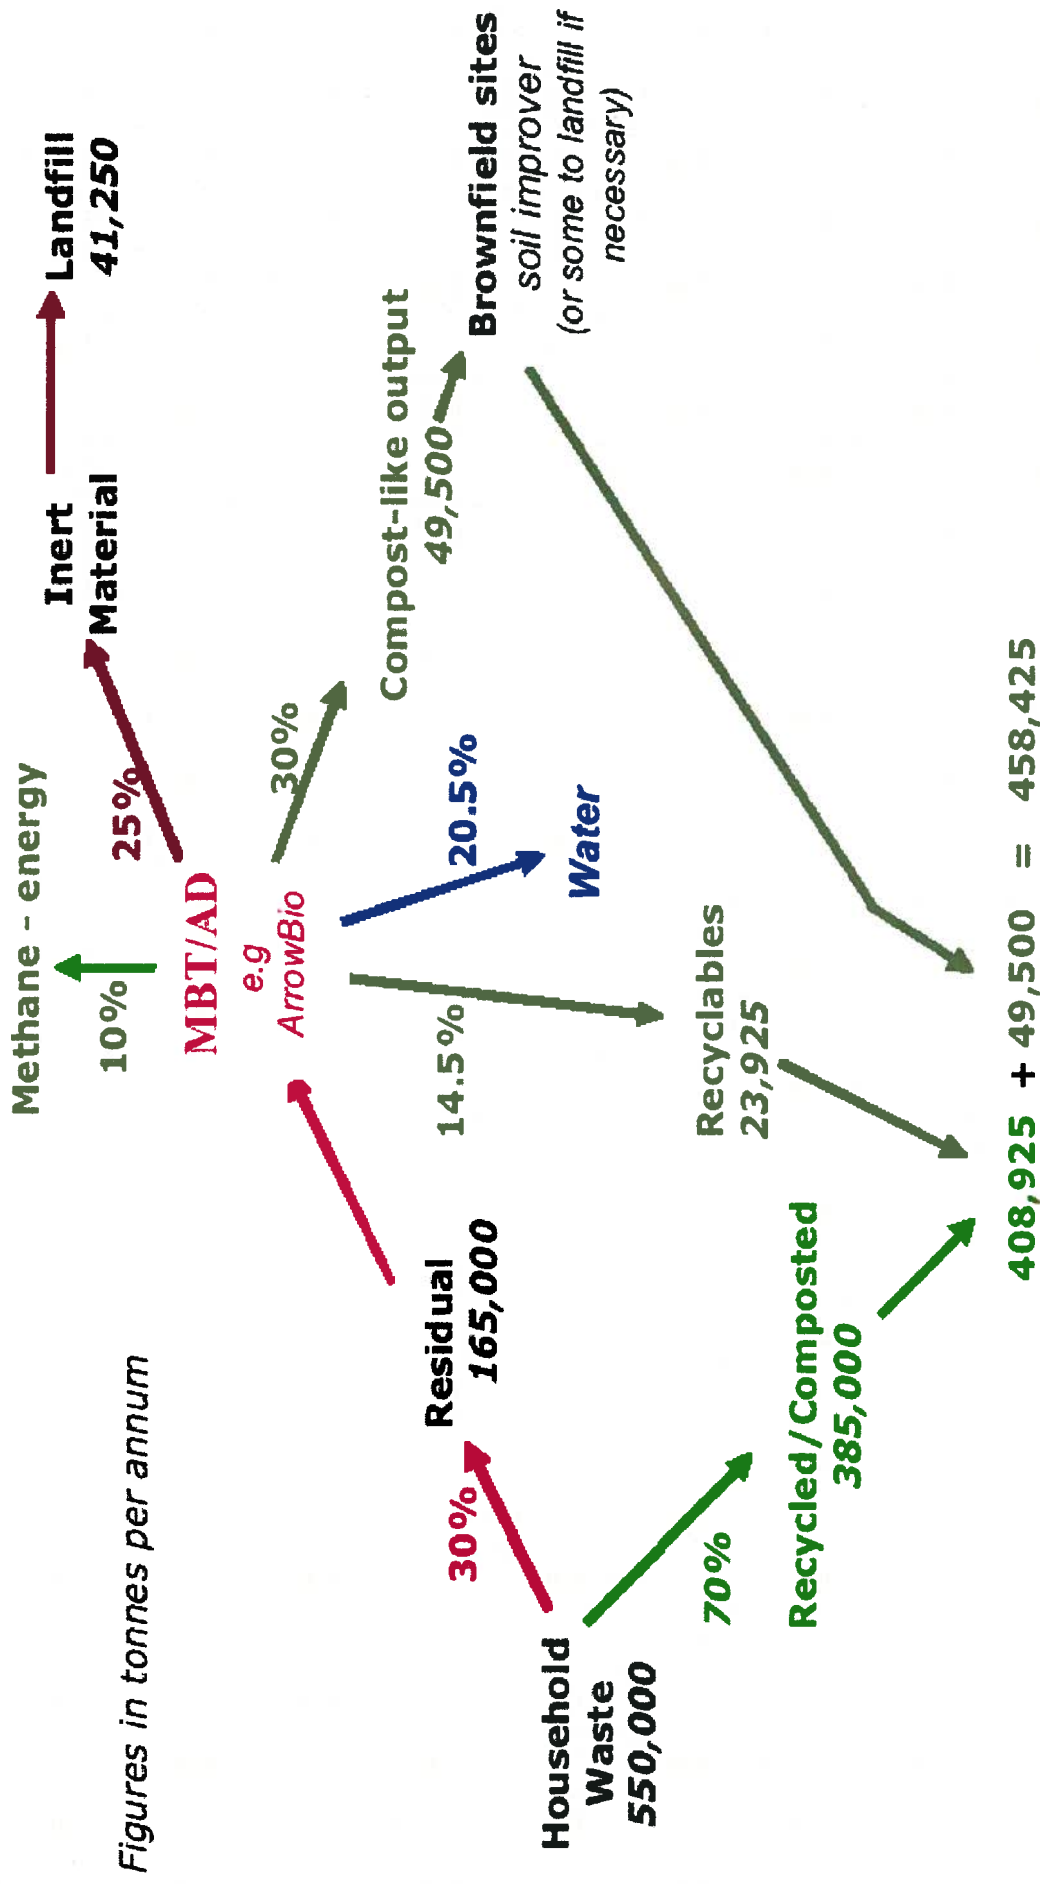 Figures in tonnes per annum
Methane - energy
10%
25%
Inert
Material
Landfill
41,250
MBT/AD
e.g
ArrowBio
30%
Compost-like output
49,500
Brownfield sites
soil improver
(or some to landfill if
necessary)
20.5%
Water
14.5%
Recyclables
23,925
Residual
165,000
30%
Household
Waste
550,000
70%
Recycled/Composted
385,000
408,925 + 49,500 = 458,425